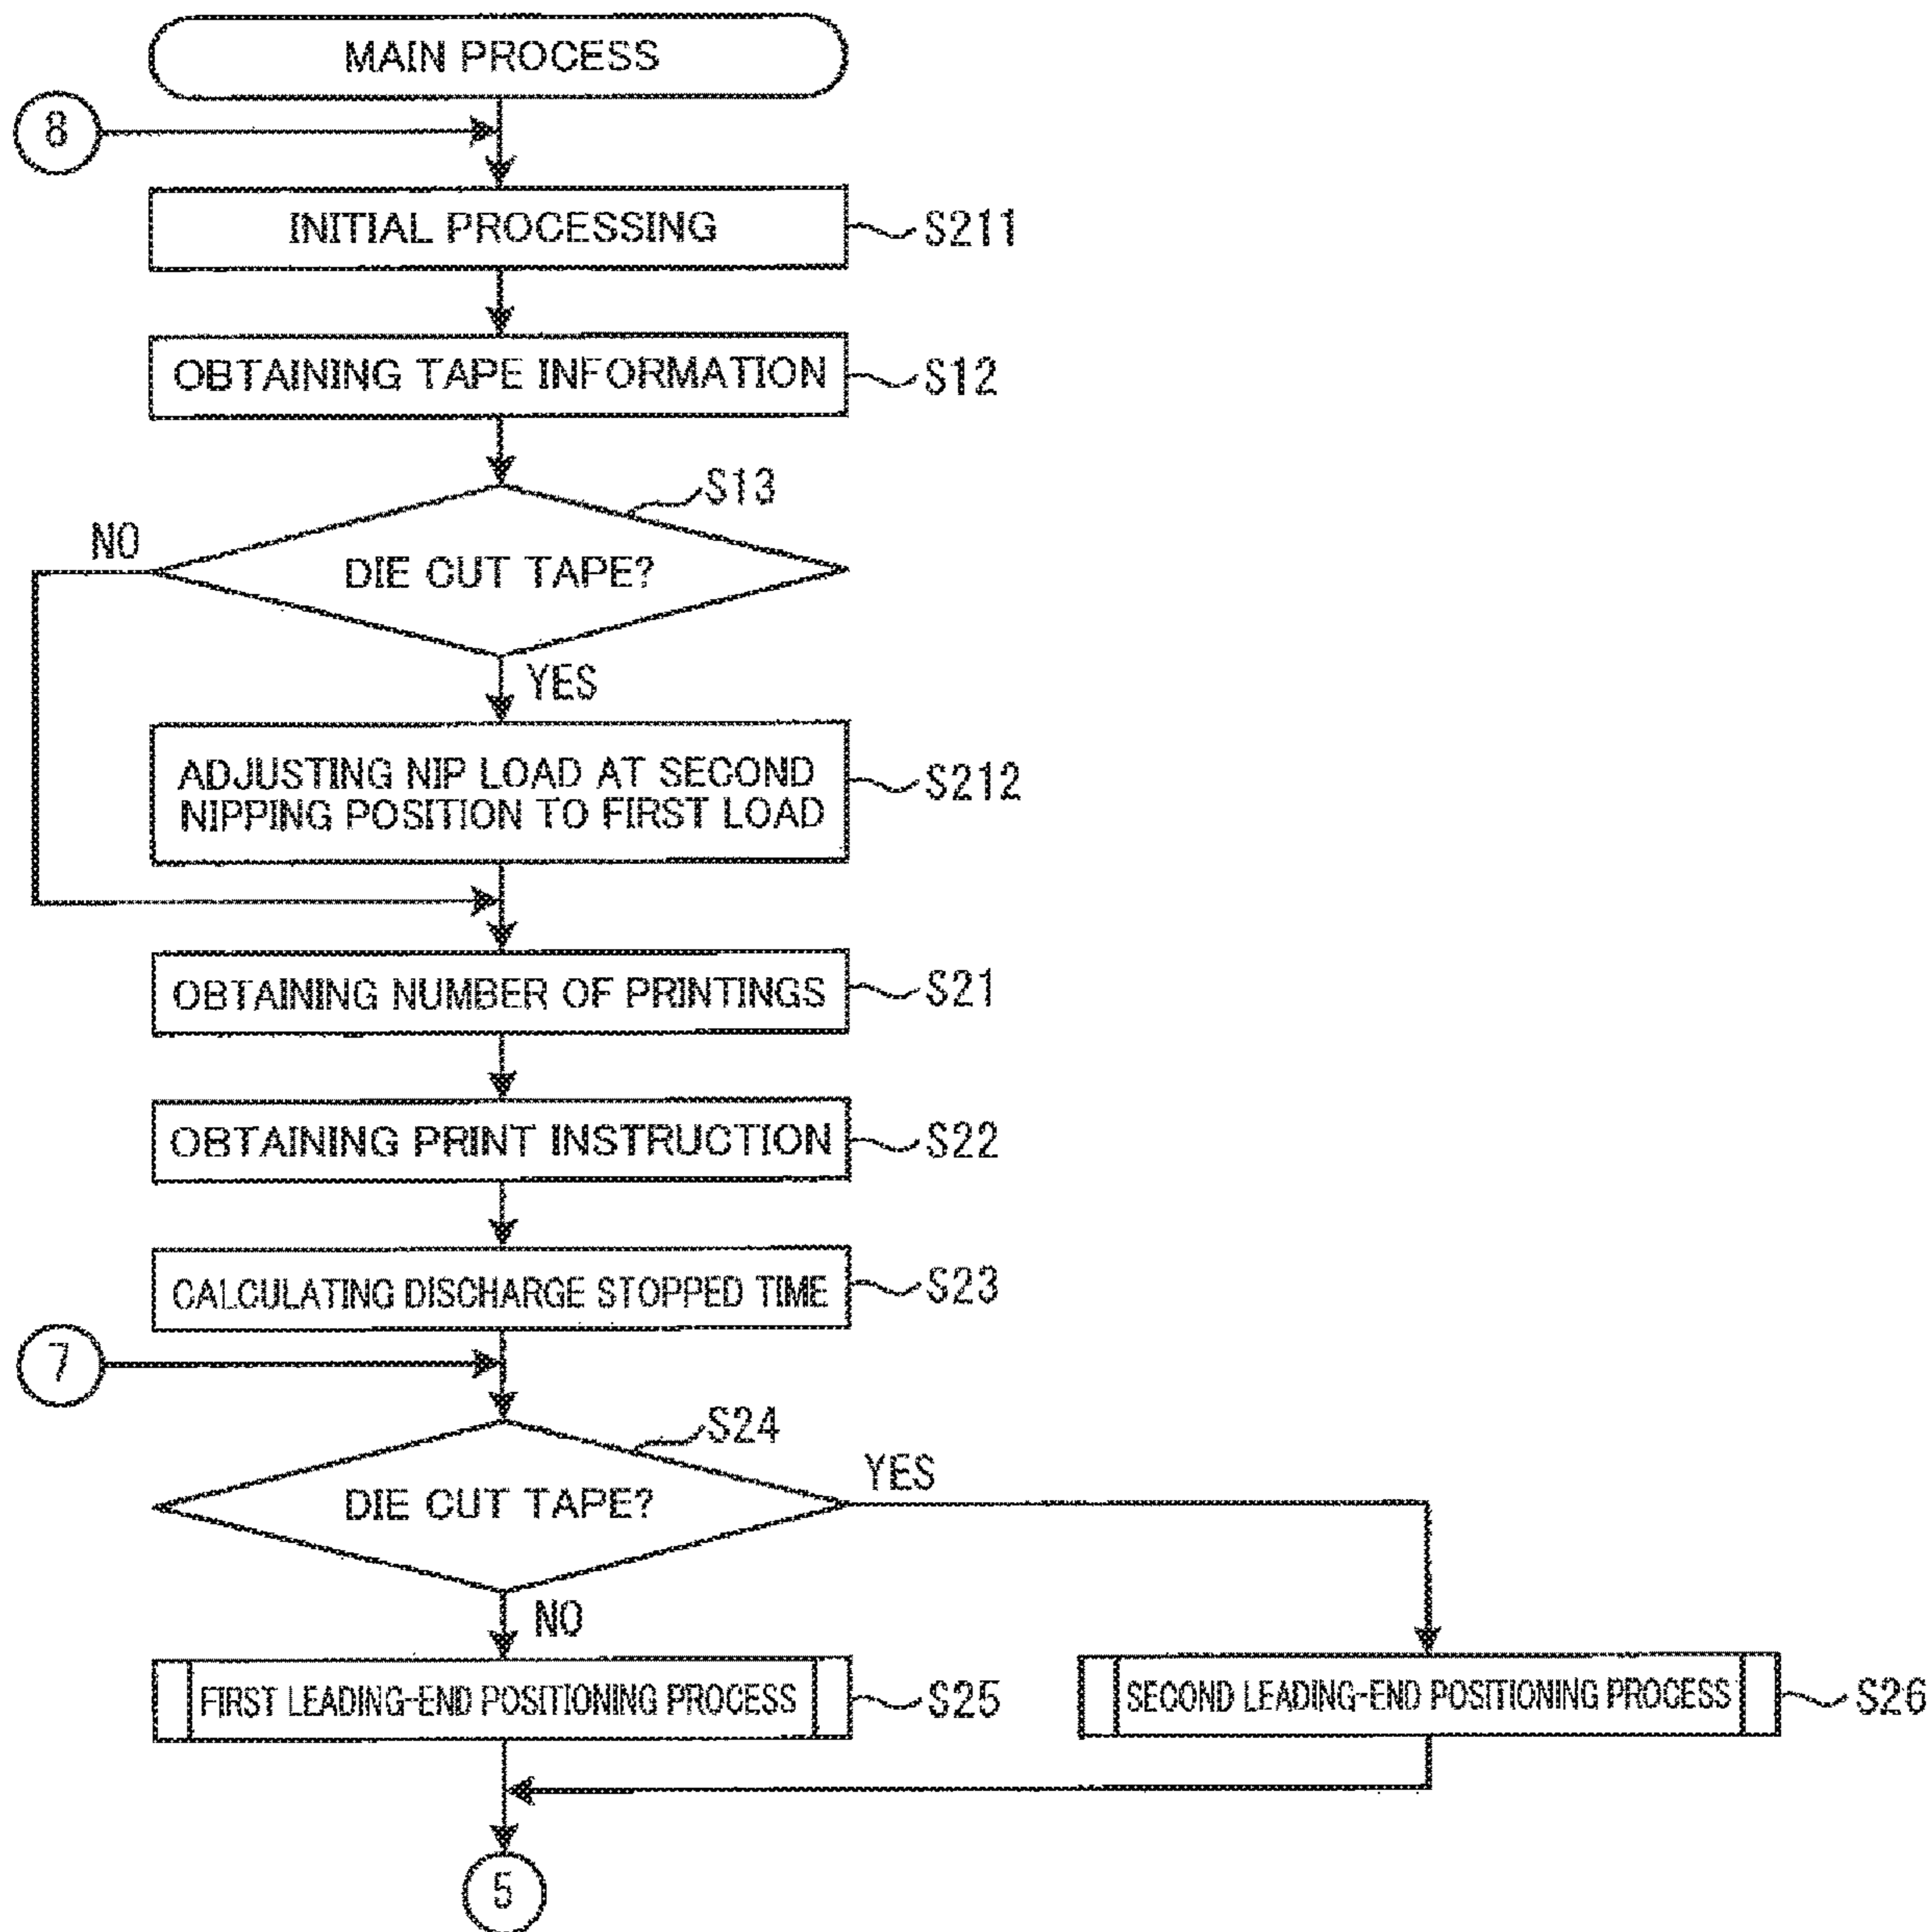 MAIN PROCESS
8
INITIAL PROCESSING
S211
OBTAINING TAPE INFORMATION
S12
S13
NO
DIE CUT TAPE?
YES
ADJUSTING NIP LOAD AT SECOND
NIPPING POSITION TO FIRST LOAD
S212
OBTAINING NUMBER OF PRINTINGS
S21
OBTAINING PRINT INSTRUCTION
S22
CALCULATING DISCHARGE STOPPED TIME
S23
7
S24
YES
DIE CUT TAPE?
NO
FIRST LEADING-END POSITIONING PROCESS
S25
SECOND LEADING-END POSITIONING PROCESS
S26
5